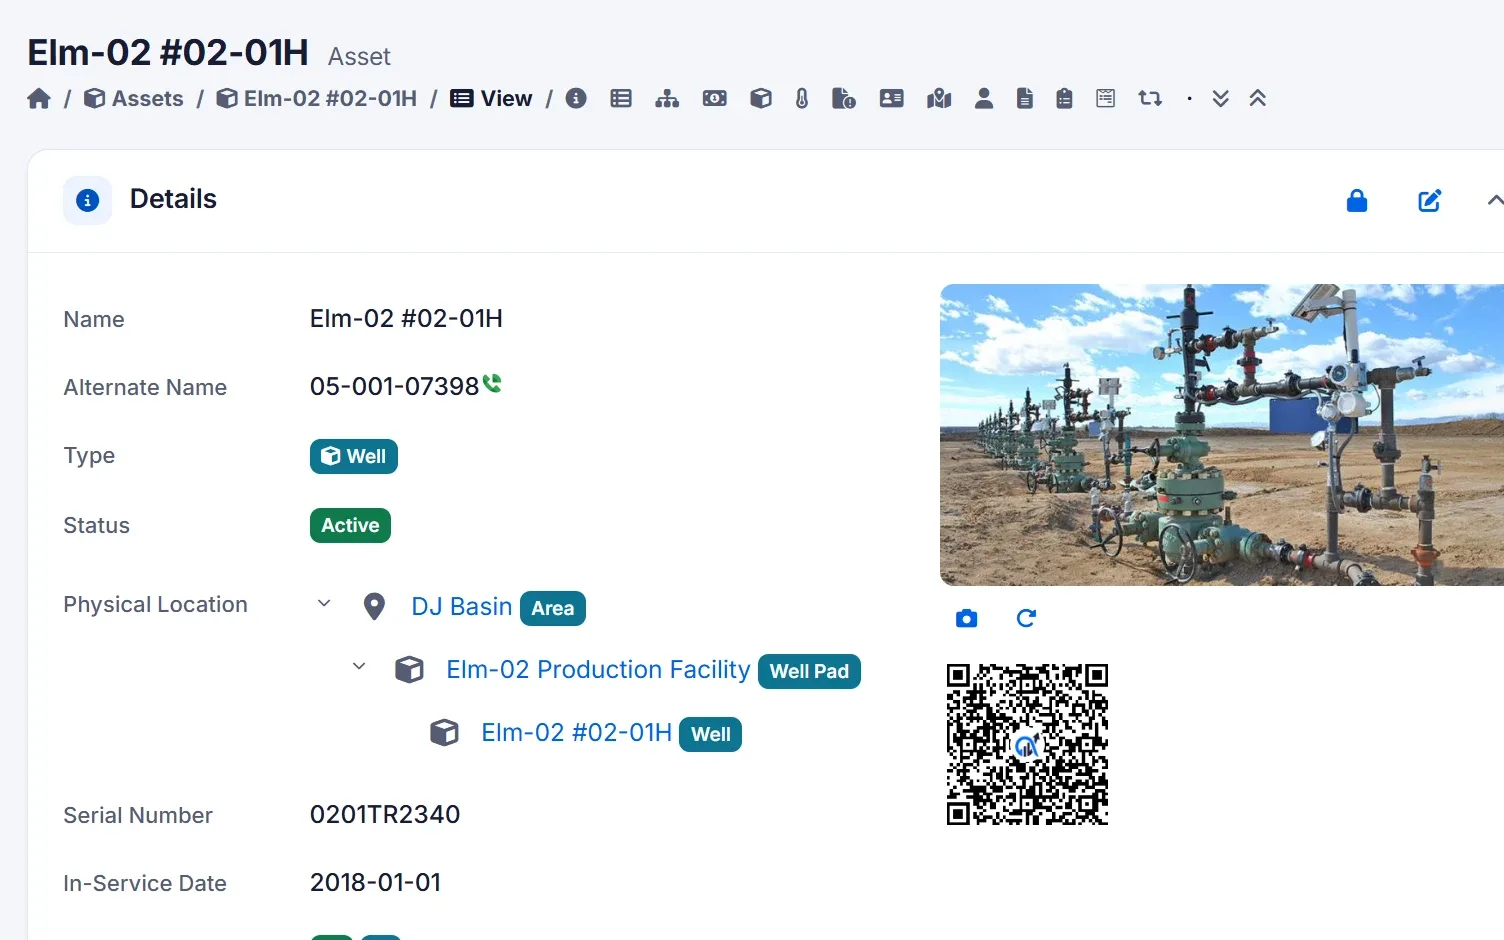 Elm-02 #02-01H Asset
/ Assets / Elm-02 #02-01H / View /
Details
Name Elm-02 #02-01H
Alternate Name 05-001-07398
Type Well
Status Active
Physical Location DJ Basin Area
Elm-02 Production Facility Well Pad
Elm-02 #02-01H Well
Serial Number 0201TR2340
In-Service Date 2018-01-01